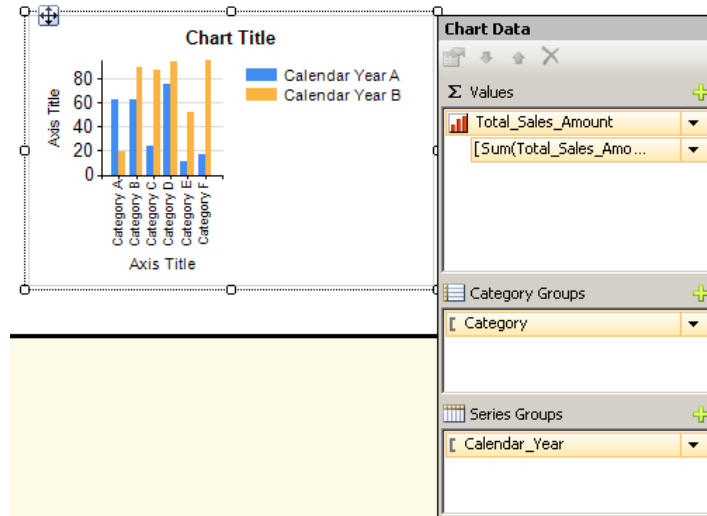 Chart Title
80
60
40
20
0
Axis Title
Category A
Category B
Category C
Category D
Category E
Category F
Axis Title
Calendar Year A
Calendar Year B
Chart Data
Σ Values
Total_Sales_Amount
[Sum(Total_Sales_Amo...
Category Groups
Category
Series Groups
Calendar_Year